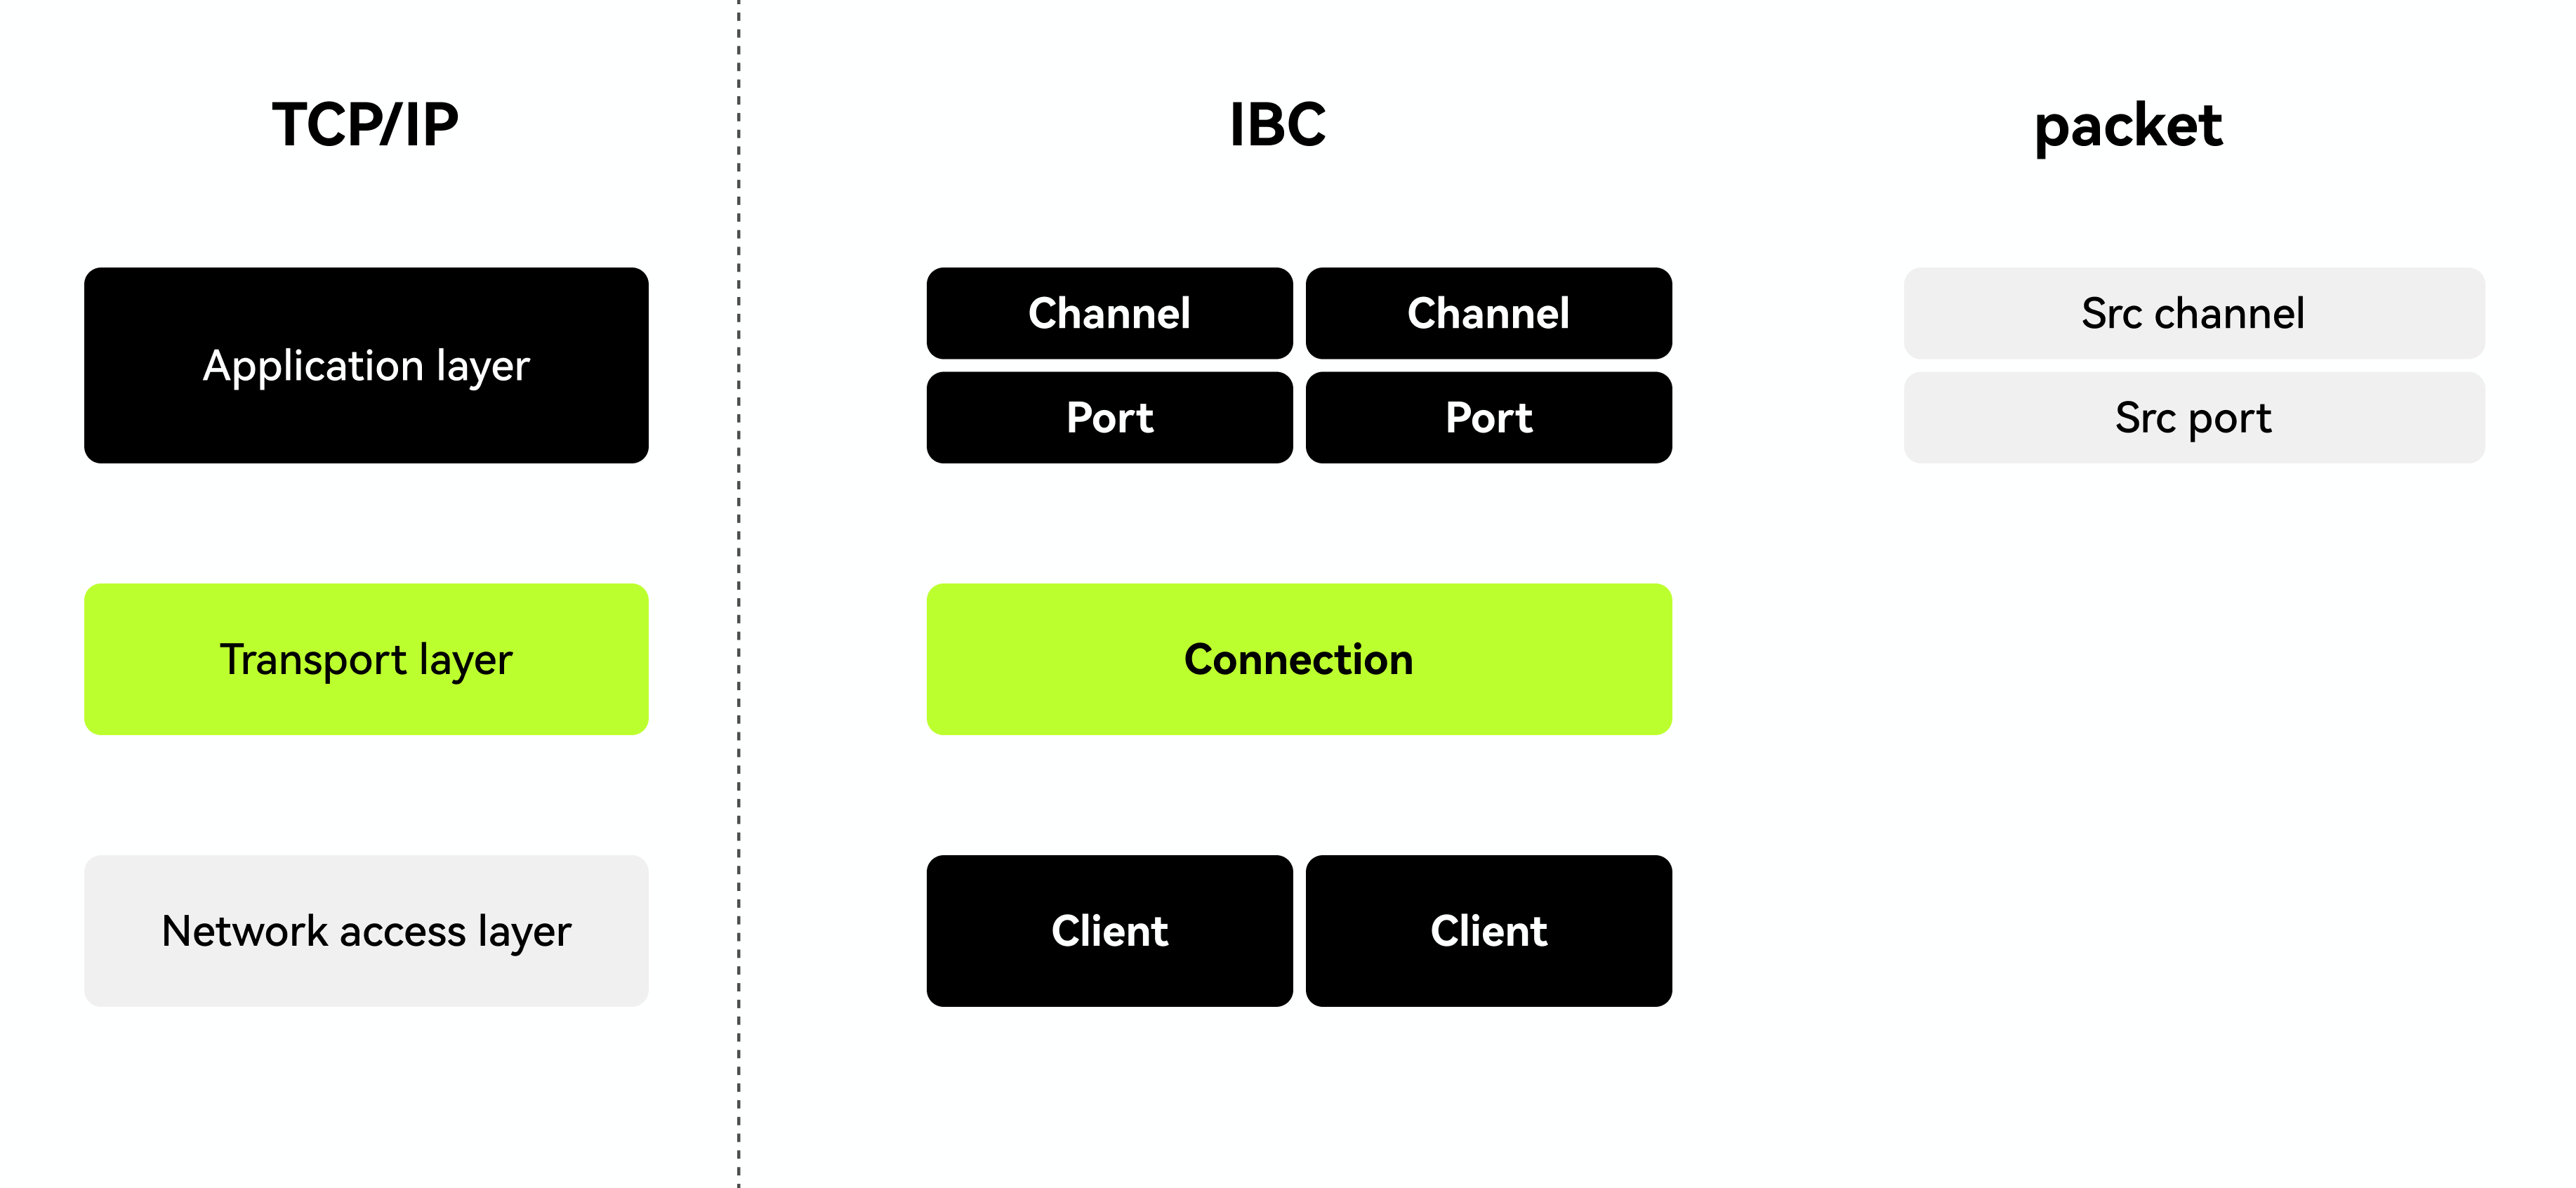 TCP/IP
IBC
packet
Application layer
Channel
Channel
Src channel
Port
Port
Src port
Transport layer
Connection
Network access layer
Client
Client